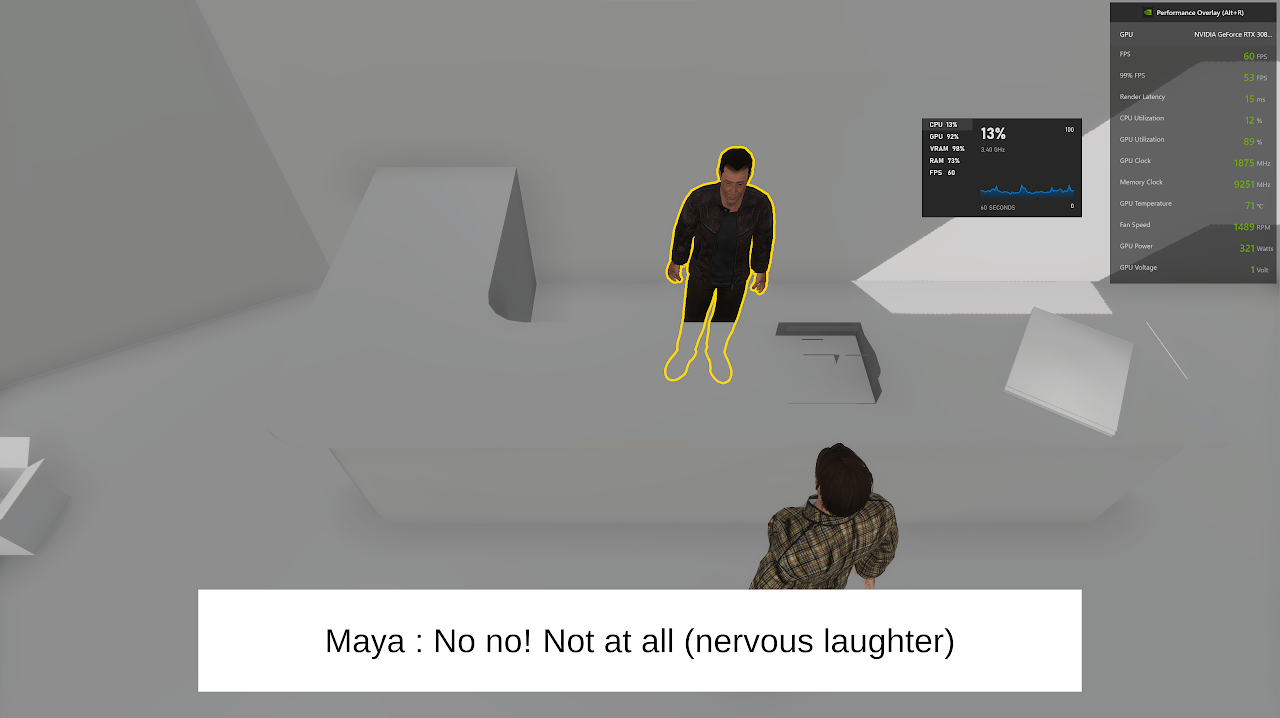 Performance Overlay (Alt+R)
GPU NVIDIA GeForce RTX 308...
FPS 60 FPS
99% FPS 53 FPS
Render Latency 15 ms
CPU Utilization 12 %
GPU Utilization 89 %
GPU Clock 1875 MHz
Memory Clock 9251 MHz
GPU Temperature 71 °C
Fan Speed 1489 RPM
GPU Power 321 Watts
GPU Voltage 1 Volt
CPU 13%
GPU 92%
VRAM 98%
RAM 73%
FPS 60
13%
3.40 GHz
100
60 SECONDS
0
Maya : No no! Not at all (nervous laughter)